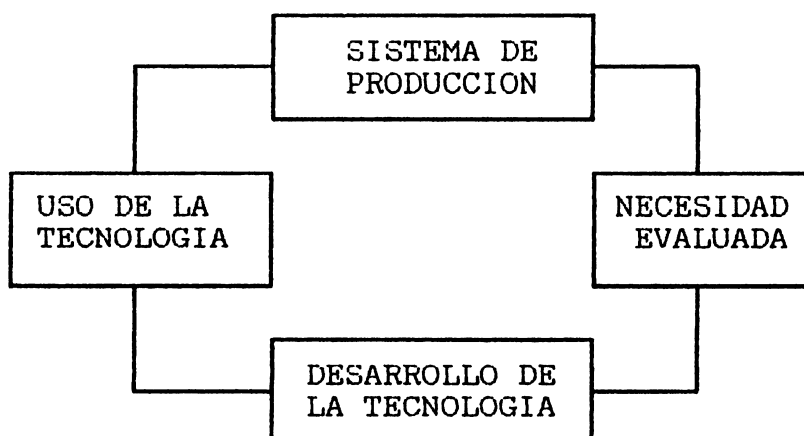 SISTEMA DE
PRODUCCION
USO DE LA
TECNOLOGIA
NECESIDAD
EVALUADA
DESARROLLO DE
LA TECNOLOGIA